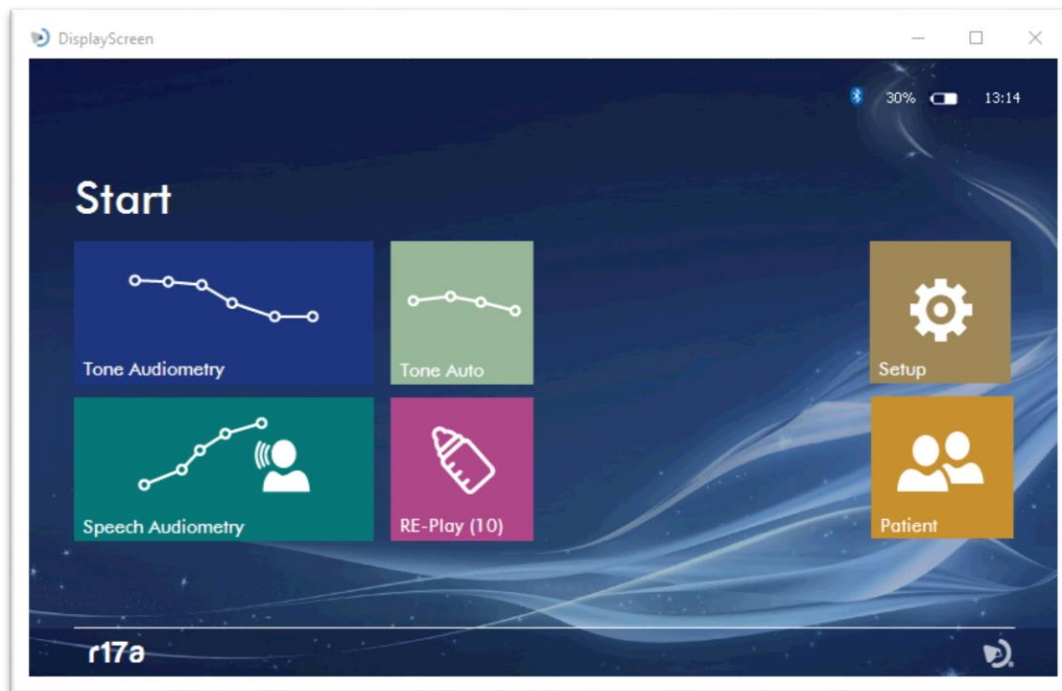 DisplayScreen
30% 13:14
Start
Tone Audiometry
Tone Auto
Setup
Speech Audiometry
RE-Play (10)
Patient
r17a